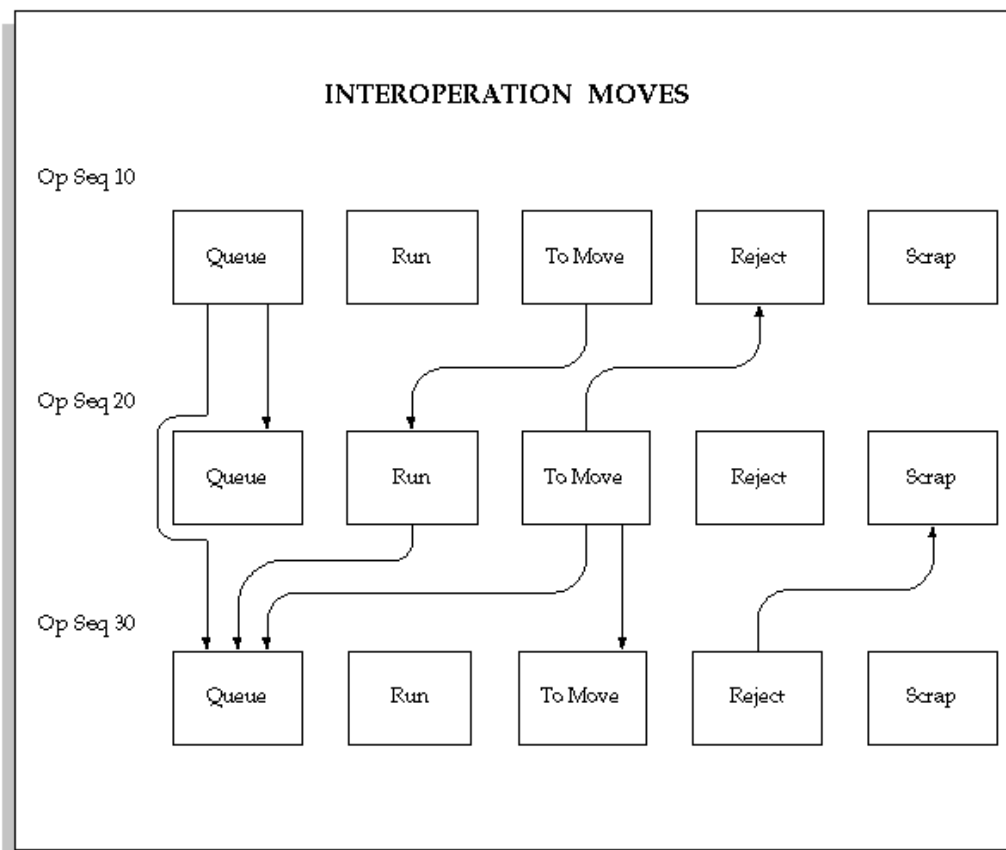 INTEROPERATION MOVES
Op Seq 10
Queue Run To Move Reject Scrap
Op Seq 20
Queue Run To Move Reject Scrap
Op Seq 30
Queue Run To Move Reject Scrap